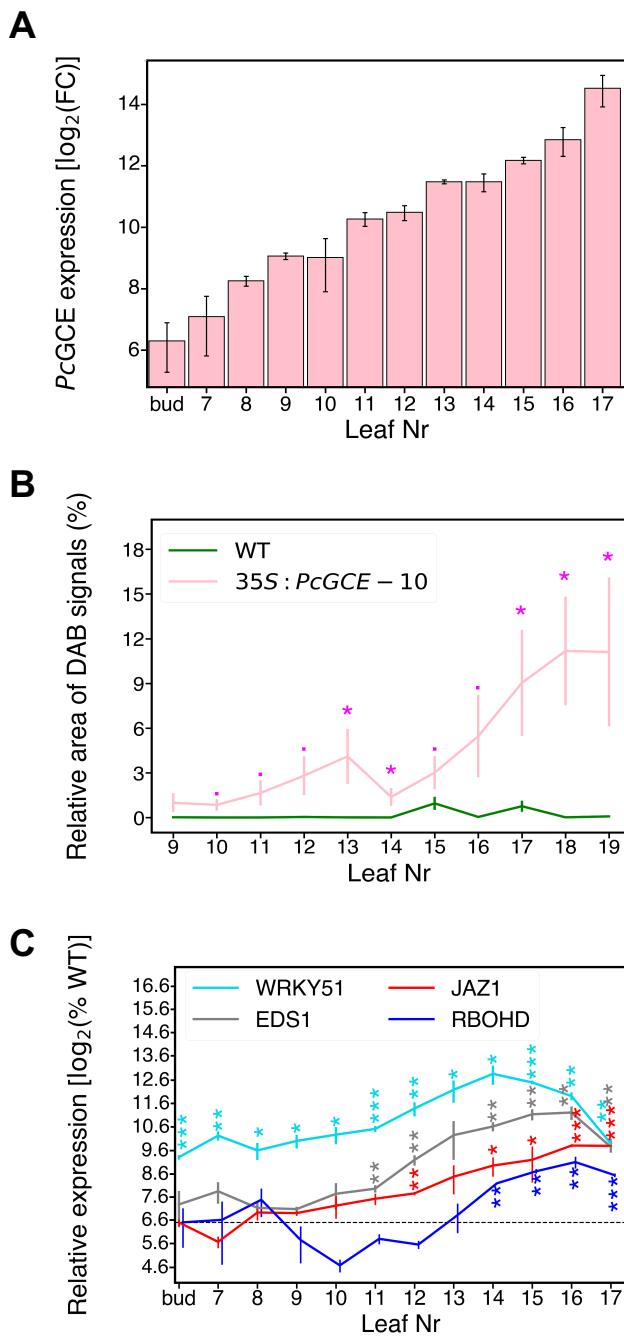 A
PcGCE expression [log₂(FC)]
14
12
10
8
6
bud 7 8 9 10 11 12 13 14 15 16 17
Leaf Nr
B
Relative area of DAB signals (%)
WT
35S : PcGCE − 10
18
15
12
9
6
3
0
9 10 11 12 13 14 15 16 17 18 19
Leaf Nr
C
Relative expression [log₂(% WT)]
WRKY51 JAZ1
EDS1 RBOHD
16.6
15.6
14.6
13.6
12.6
11.6
10.6
9.6
8.6
7.6
6.6
5.6
4.6
bud 7 8 9 10 11 12 13 14 15 16 17
Leaf Nr